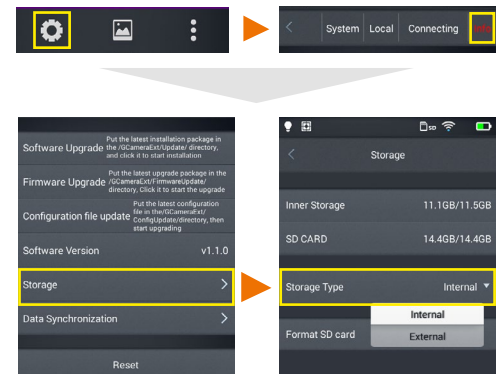 System Local Connecting Info
Software Upgrade
Put the latest installation package in
the /GCameraExt/Update/ directory,
and click it to start installation
Firmware Upgrade
Put the latest upgrade package in the
/GCameraExt/FirmwareUpdate/
directory, Click it to start the upgrade
Configuration file update
Put the latest configuration
file in the/GCameraExt/
ConfigUpdate/directory, then
start upgrading
Software Version v1.1.0
Storage
Data Synchronization
Reset
Storage
Inner Storage 11.1GB/11.5GB
SD CARD 14.4GB/14.4GB
Storage Type Internal
Internal
Format SD card External